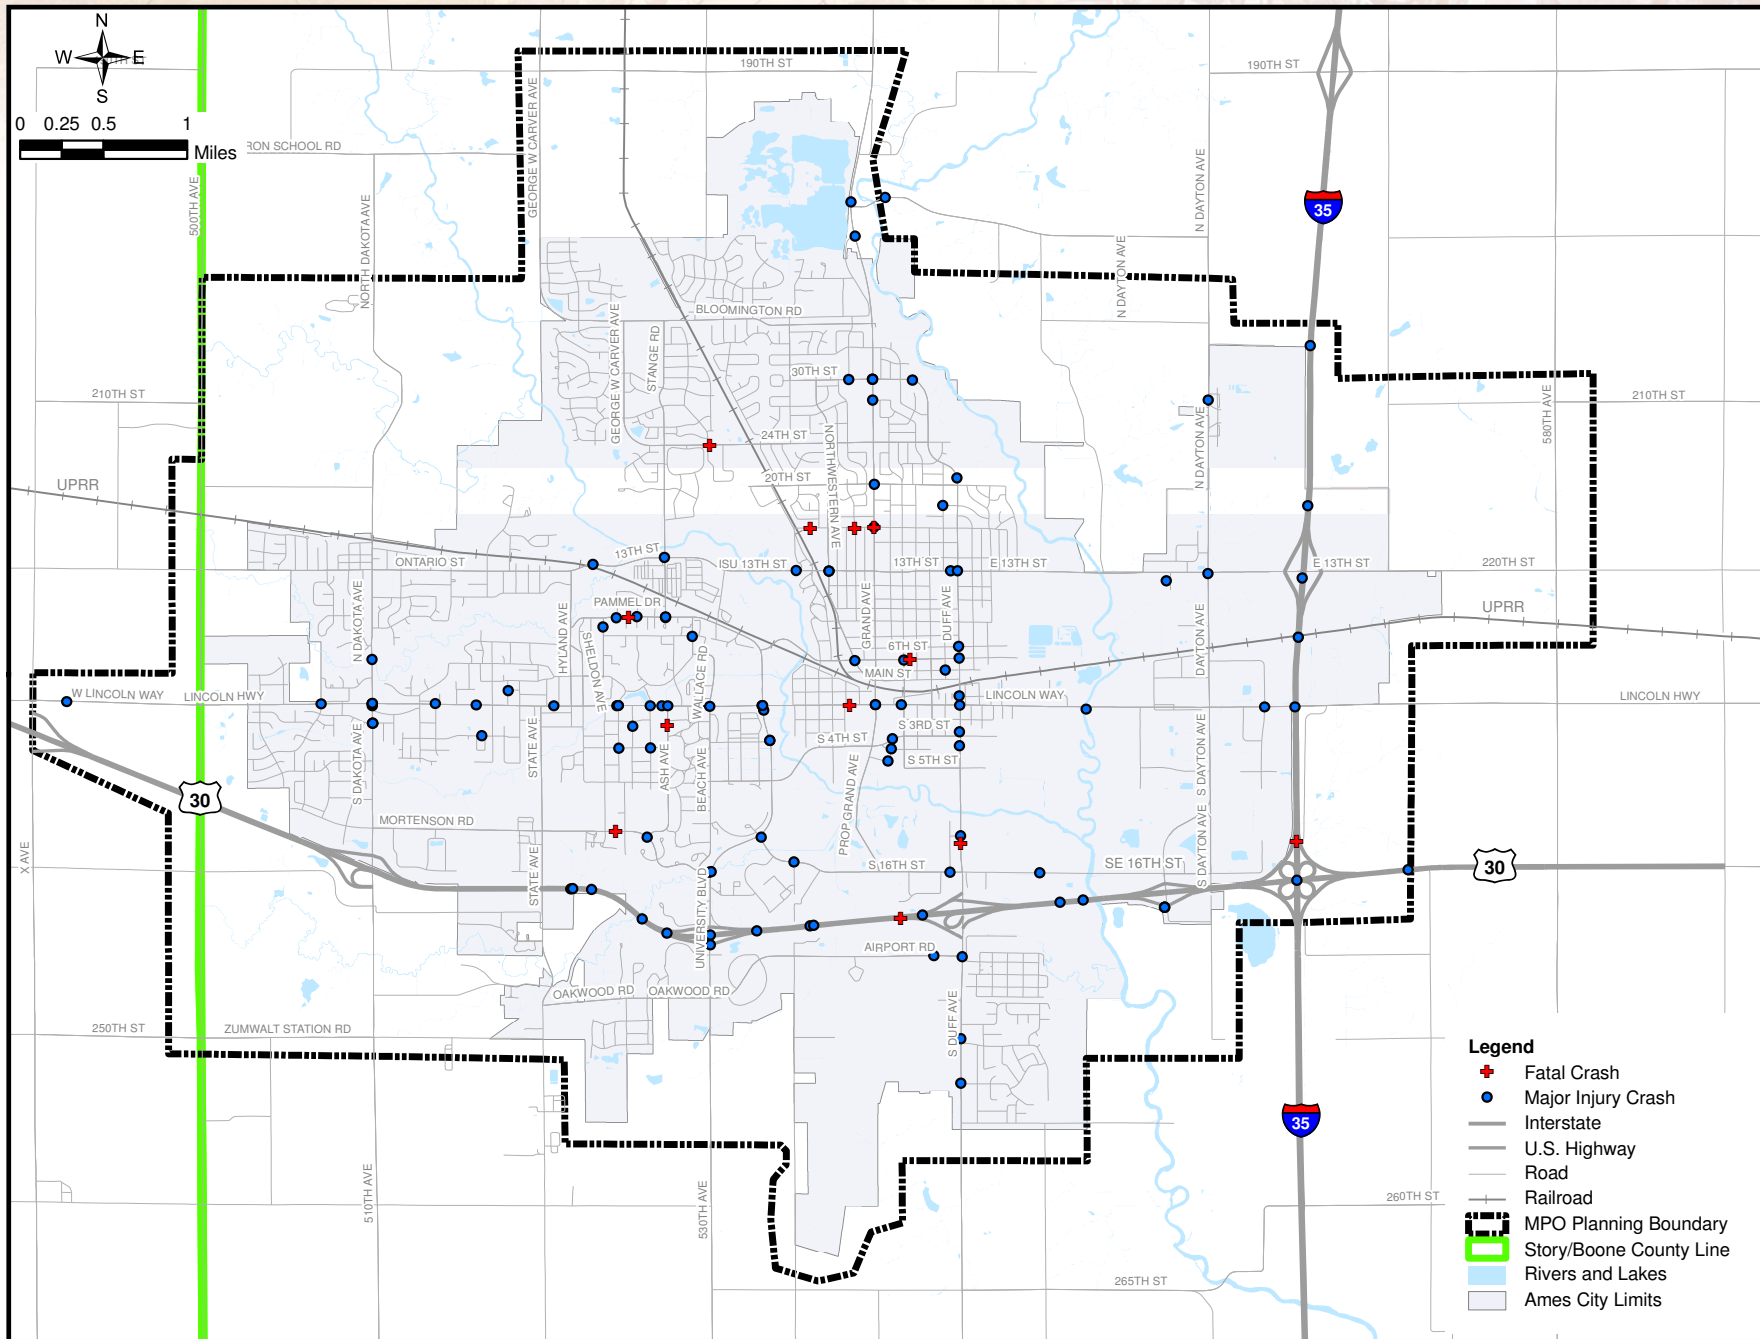 N
W
E
S
0 0.25 0.5 1
Miles
190TH ST
190TH ST
RON SCHOOL RD
GEORGE W CARVER AVE
500TH AVE
NORTH DAKOTA AVE
N DAYTON AVE
35
N DAYTON AVE
BLOOMINGTON RD
GEORGE W CARVER AVE
STANGE RD
30TH ST
210TH ST
210TH ST
580TH AVE
24TH ST
NORTHWESTERN AVE
N DAYTON AVE
20TH ST
UPRR
ONTARIO ST
13TH ST
ISU 13TH ST
13TH ST
E 13TH ST
E 13TH ST
220TH ST
N DAKOTA AVE
PAMMEL DR
HYLAND AVE
SHELDON AVE
GRAND AVE
DUFF AVE
DAYTON AVE
UPRR
6TH ST
WALLACE RD
MAIN ST
W LINCOLN WAY
LINCOLN HWY
LINCOLN WAY
LINCOLN HWY
S DAKOTA AVE
STATE AVE
ASH AVE
BEACH AVE
S 3RD ST
S 4TH ST
S 5TH ST
S DAYTON AVE
30
PROP GRAND AVE
MORTENSON RD
S DAYTON AVE
X AVE
STATE AVE
S 16TH ST
SE 16TH ST
30
UNIVERSITY BLVD
AIRPORT RD
OAKWOOD RD
OAKWOOD RD
S DUFF AVE
250TH ST
ZUMWALT STATION RD
35
510TH AVE
530TH AVE
260TH ST
265TH ST
Legend
Fatal Crash
Major Injury Crash
Interstate
U.S. Highway
Road
Railroad
MPO Planning Boundary
Story/Boone County Line
Rivers and Lakes
Ames City Limits